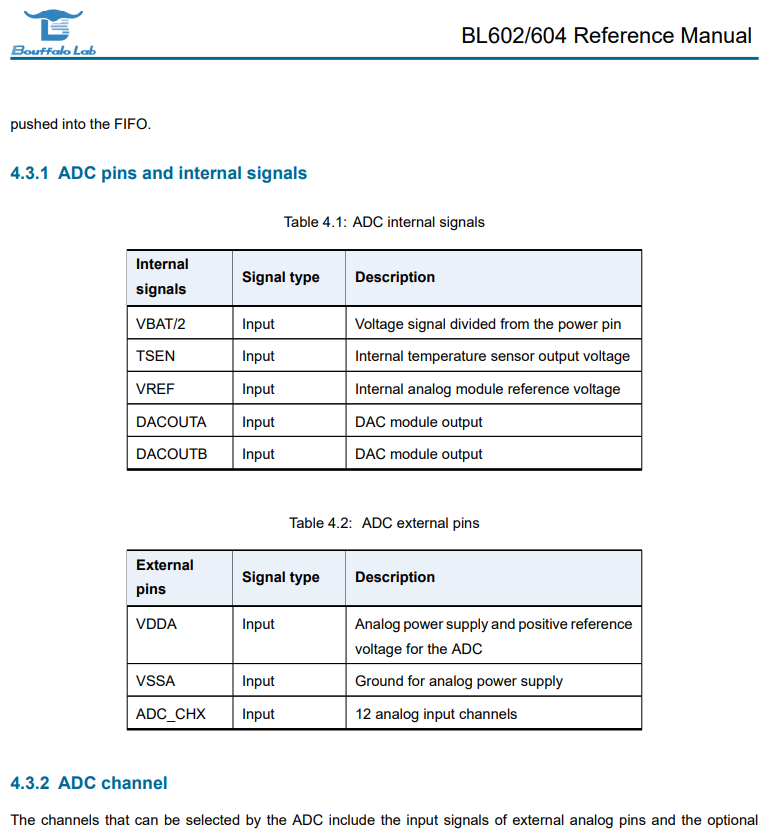 Bouffalo Lab
BL602/604 Reference Manual
pushed into the FIFO.
4.3.1 ADC pins and internal signals
Table 4.1: ADC internal signals
Internal
signals
Signal type
Description
VBAT/2
Input
Voltage signal divided from the power pin
TSEN
Input
Internal temperature sensor output voltage
VREF
Input
Internal analog module reference voltage
DACOUTA
Input
DAC module output
DACOUTB
Input
DAC module output
Table 4.2: ADC external pins
External
pins
Signal type
Description
VDDA
Input
Analog power supply and positive reference
voltage for the ADC
VSSA
Input
Ground for analog power supply
ADC_CHX
Input
12 analog input channels
4.3.2 ADC channel
The channels that can be selected by the ADC include the input signals of external analog pins and the optional